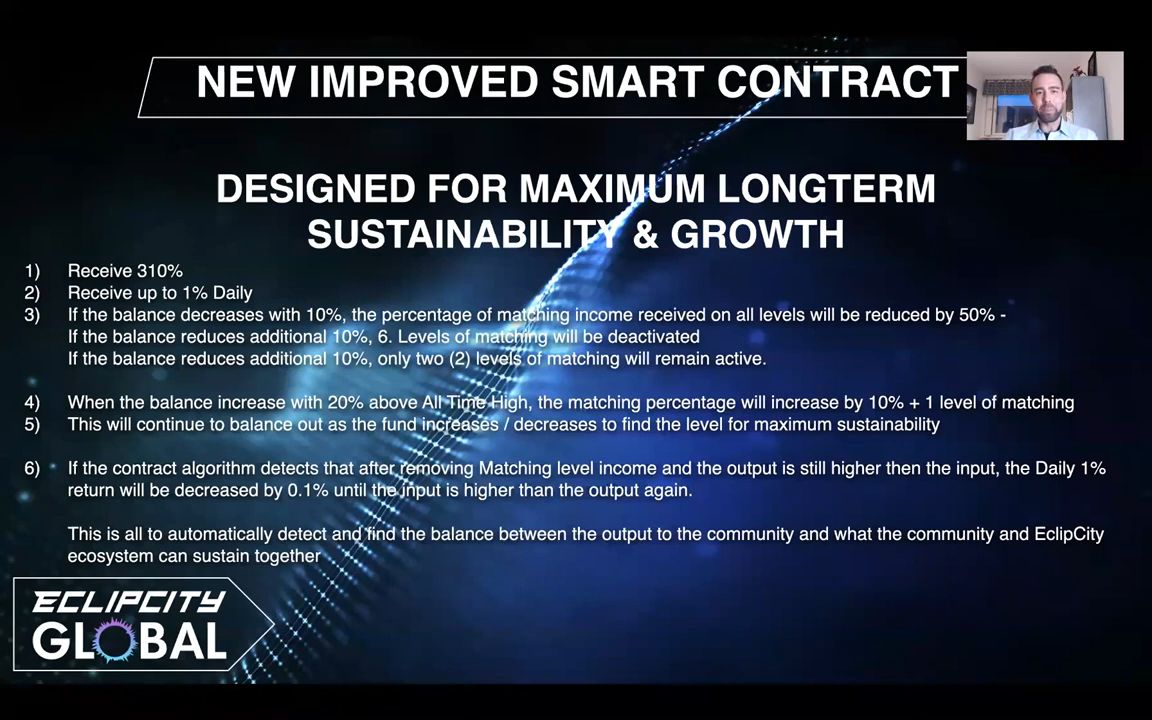 NEW IMPROVED SMART CONTRACT
DESIGNED FOR MAXIMUM LONGTERM
SUSTAINABILITY & GROWTH
1) Receive 310%
2) Receive up to 1% Daily
3) If the balance decreases with 10%, the percentage of matching income received on all levels will be reduced by 50% -
If the balance reduces additional 10%, 6. Levels of matching will be deactivated
If the balance reduces additional 10%, only two (2) levels of matching will remain active.
4) When the balance increase with 20% above All Time High, the matching percentage will increase by 10% + 1 level of matching
5) This will continue to balance out as the fund increases / decreases to find the level for maximum sustainability
6) If the contract algorithm detects that after removing Matching level income and the output is still higher then the input, the Daily 1%
return will be decreased by 0.1% until the input is higher than the output again.
This is all to automatically detect and find the balance between the output to the community and what the community and EclipCity
ecosystem can sustain together
ECLIPCITY
GLOBAL